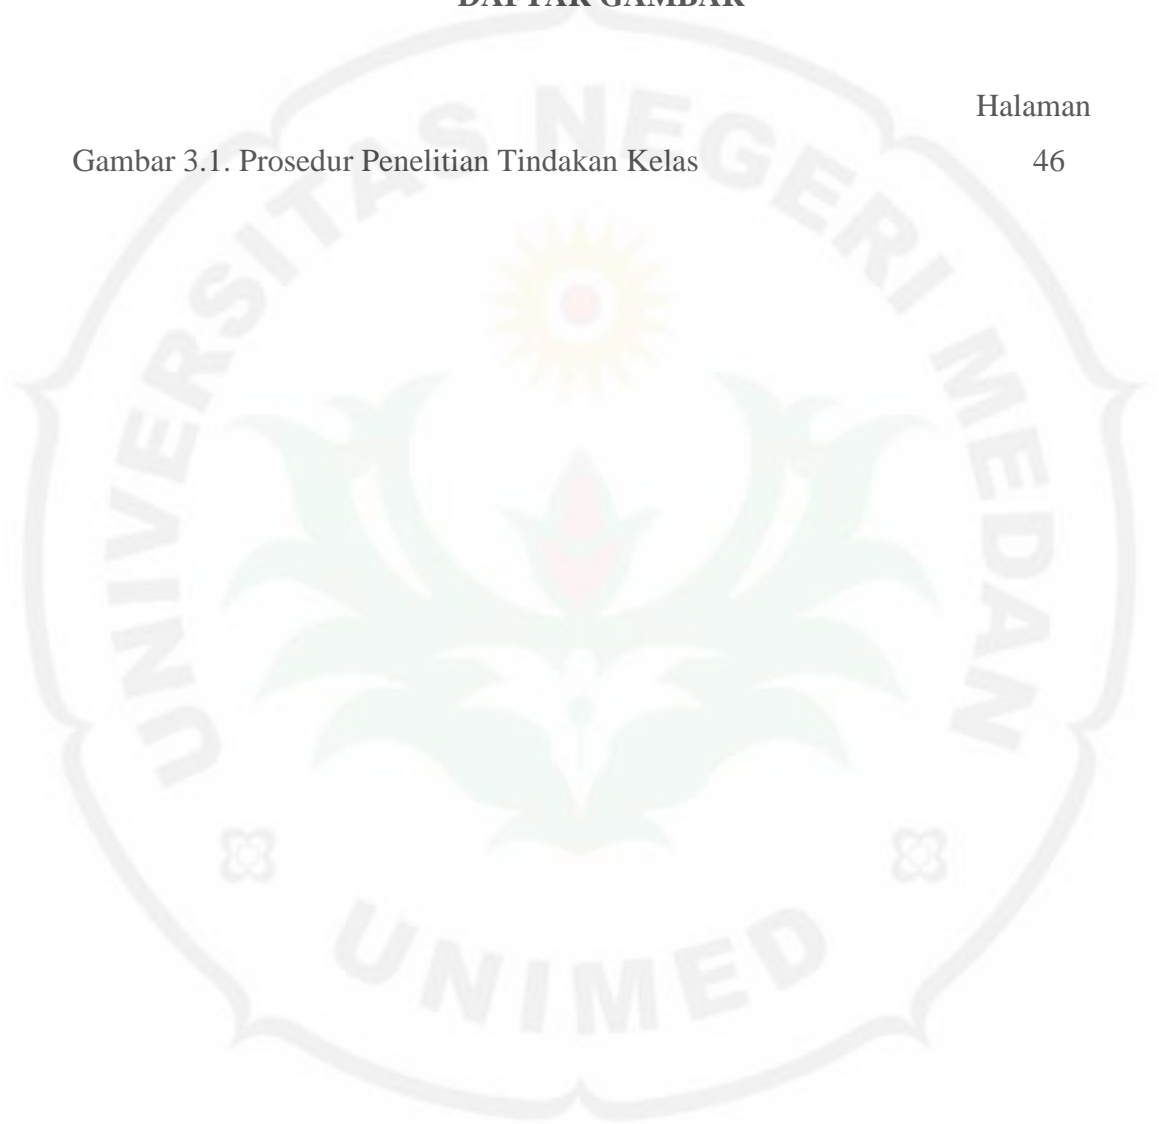 DAFTAR GAMBAR
Halaman
Gambar 3.1. Prosedur Penelitian Tindakan Kelas 46
UNIVERSITAS NEGERI MEDAN
UNIMED